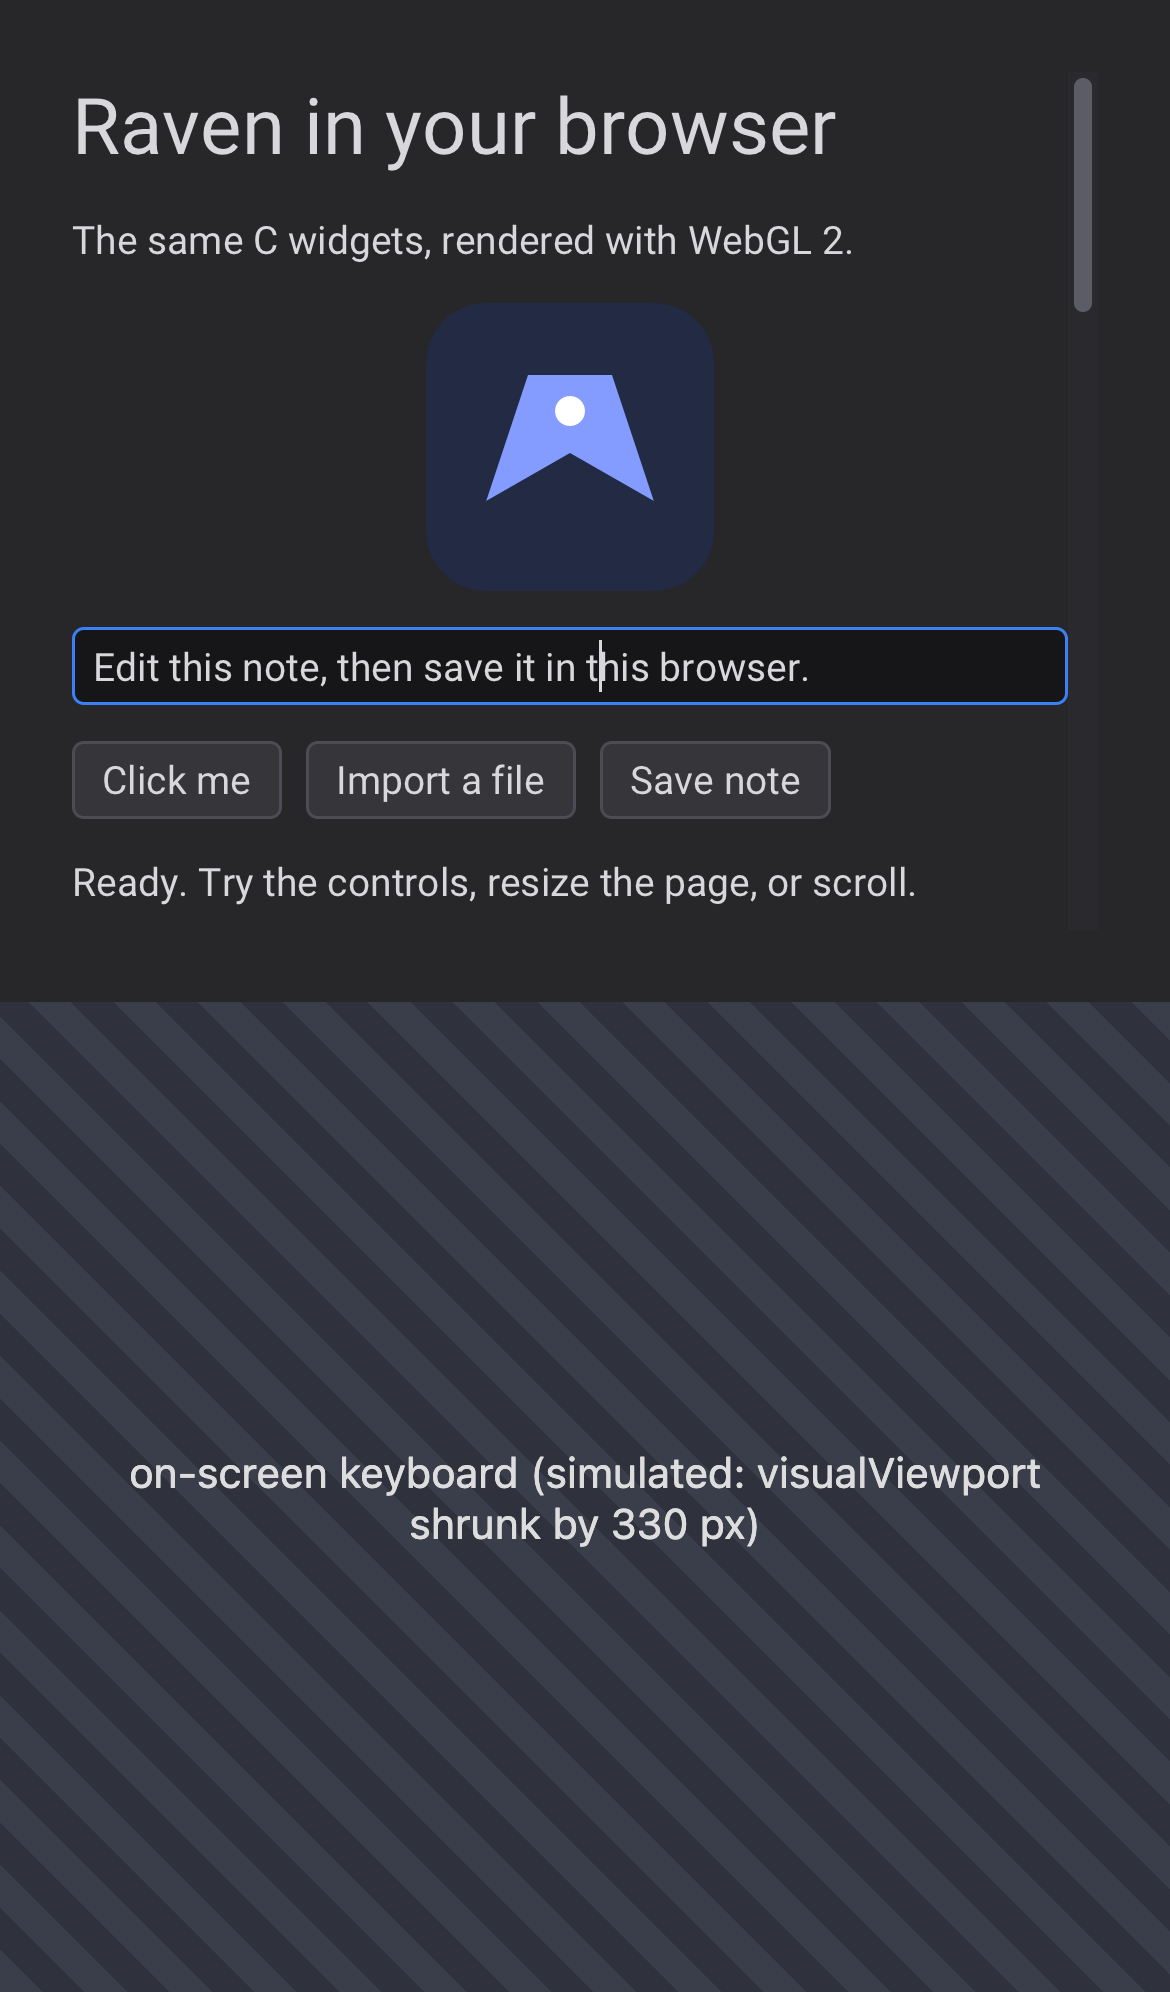 Raven in your browser
The same C widgets, rendered with WebGL 2.
Edit this note, then save it in this browser.
Click me
Import a file
Save note
Ready. Try the controls, resize the page, or scroll.
on-screen keyboard (simulated: visualViewport
shrunk by 330 px)